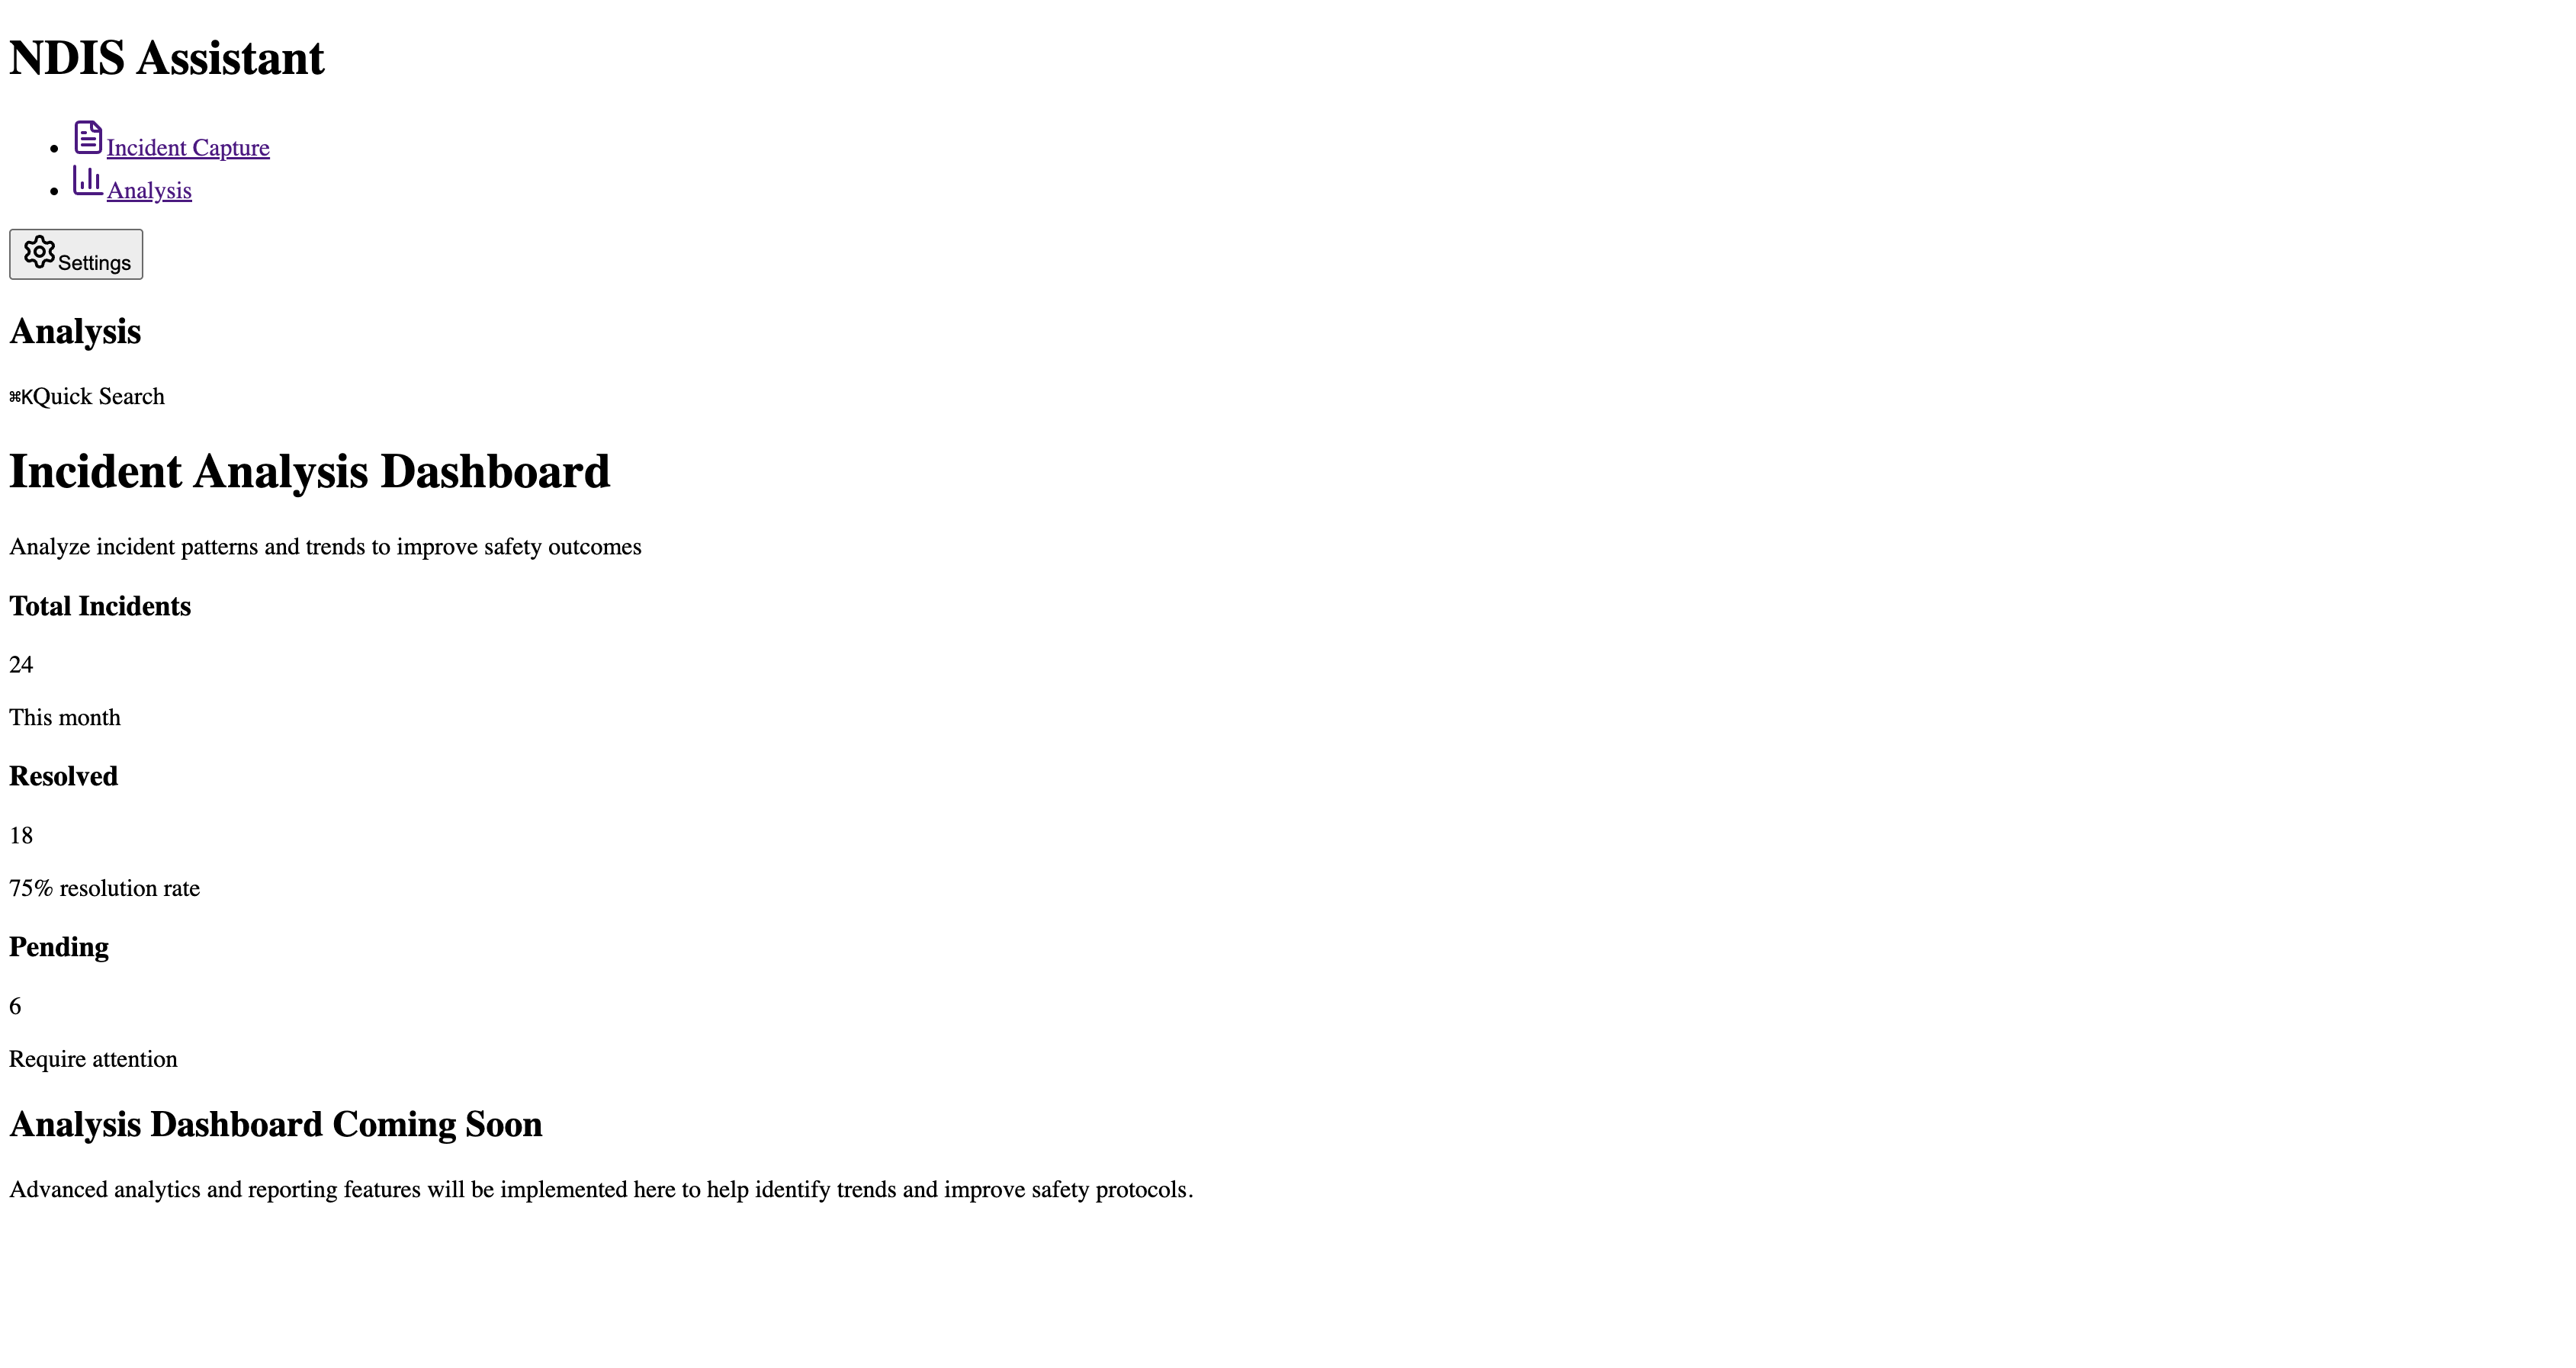 NDIS Assistant
Incident Capture
Analysis
Settings
Analysis
⌘KQuick Search
Incident Analysis Dashboard
Analyze incident patterns and trends to improve safety outcomes
Total Incidents
24
This month
Resolved
18
75% resolution rate
Pending
6
Require attention
Analysis Dashboard Coming Soon
Advanced analytics and reporting features will be implemented here to help identify trends and improve safety protocols.